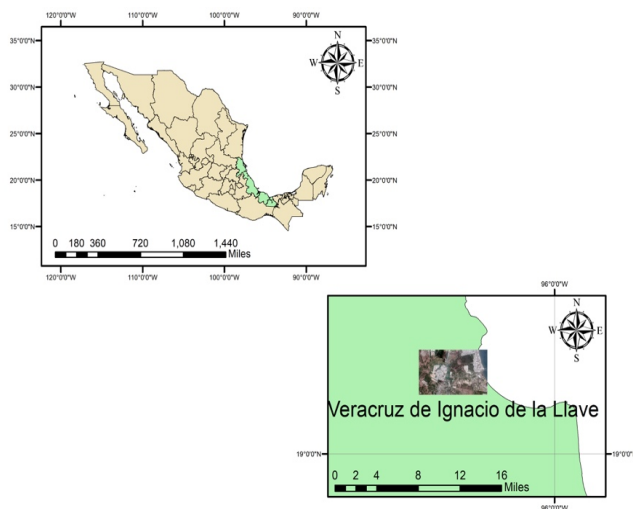 120°0'0"W 110°0'0"W 100°0'0"W 90°0'0"W
35°0'0"N 35°0'0"N
N
W E
S
30°0'0"N 30°0'0"N
25°0'0"N 25°0'0"N
20°0'0"N 20°0'0"N
15°0'0"N 15°0'0"N
0 180 360 720 1,080 1,440
Miles
120°0'0"W 110°0'0"W 100°0'0"W 90°0'0"W
96°0'0"W
N
W E
S
Veracruz de Ignacio de la Llave
19°0'0"N 19°0'0"N
0 2 4 8 12 16
Miles
96°0'0"W